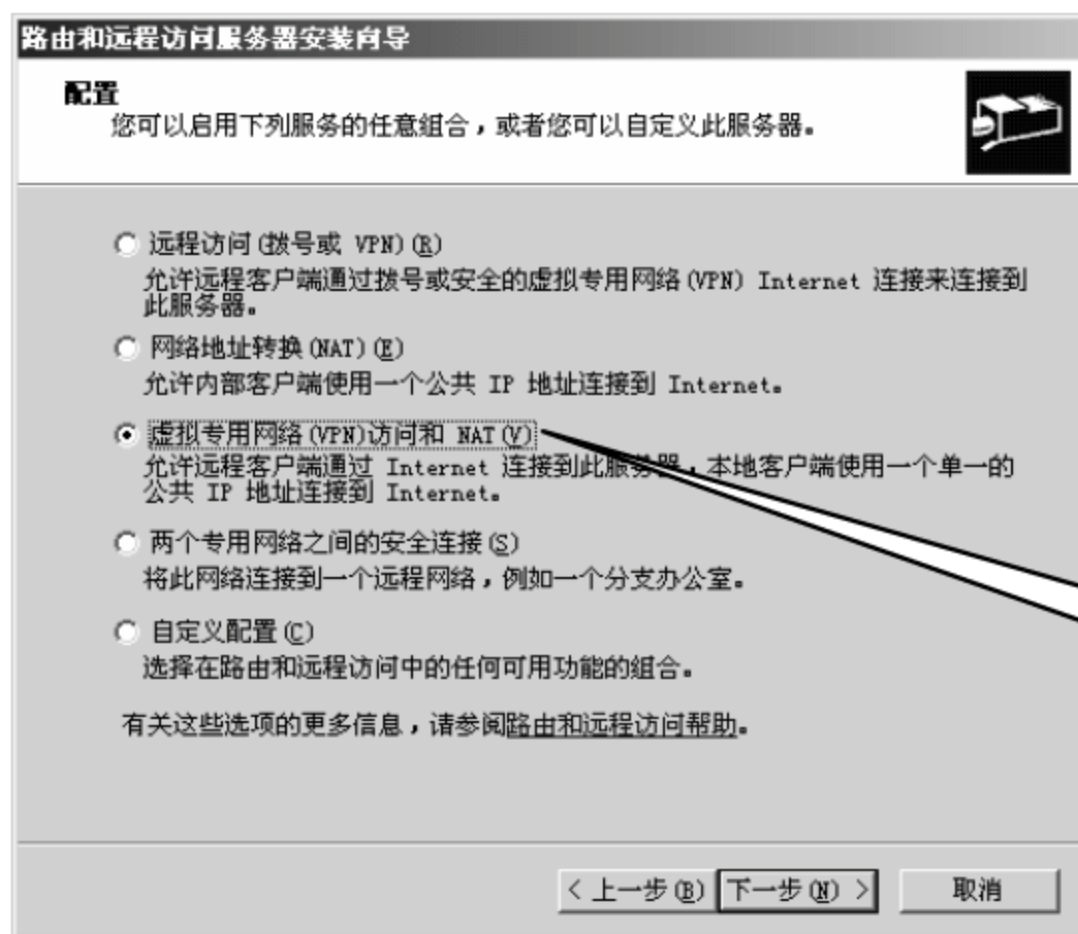 路由和远程访问服务器安装向导
配置
您可以启用下列服务的任意组合，或者您可以自定义此服务器。
远程访问(拨号或 VPN)(R)
允许远程客户端通过拨号或安全的虚拟专用网络(VPN) Internet 连接来连接到
此服务器。
网络地址转换(NAT)(E)
允许内部客户端使用一个公共 IP 地址连接到 Internet。
虚拟专用网络(VPN)访问和 NAT(V)
允许远程客户端通过 Internet 连接到此服务器，本地客户端使用一个单一的
公共 IP 地址连接到 Internet。
两个专用网络之间的安全连接(S)
将此网络连接到一个远程网络，例如一个分支办公室。
自定义配置(C)
选择在路由和远程访问中的任何可用功能的组合。
有关这些选项的更多信息，请参阅路由和远程访问帮助。
< 上一步(B) 下一步(N) > 取消